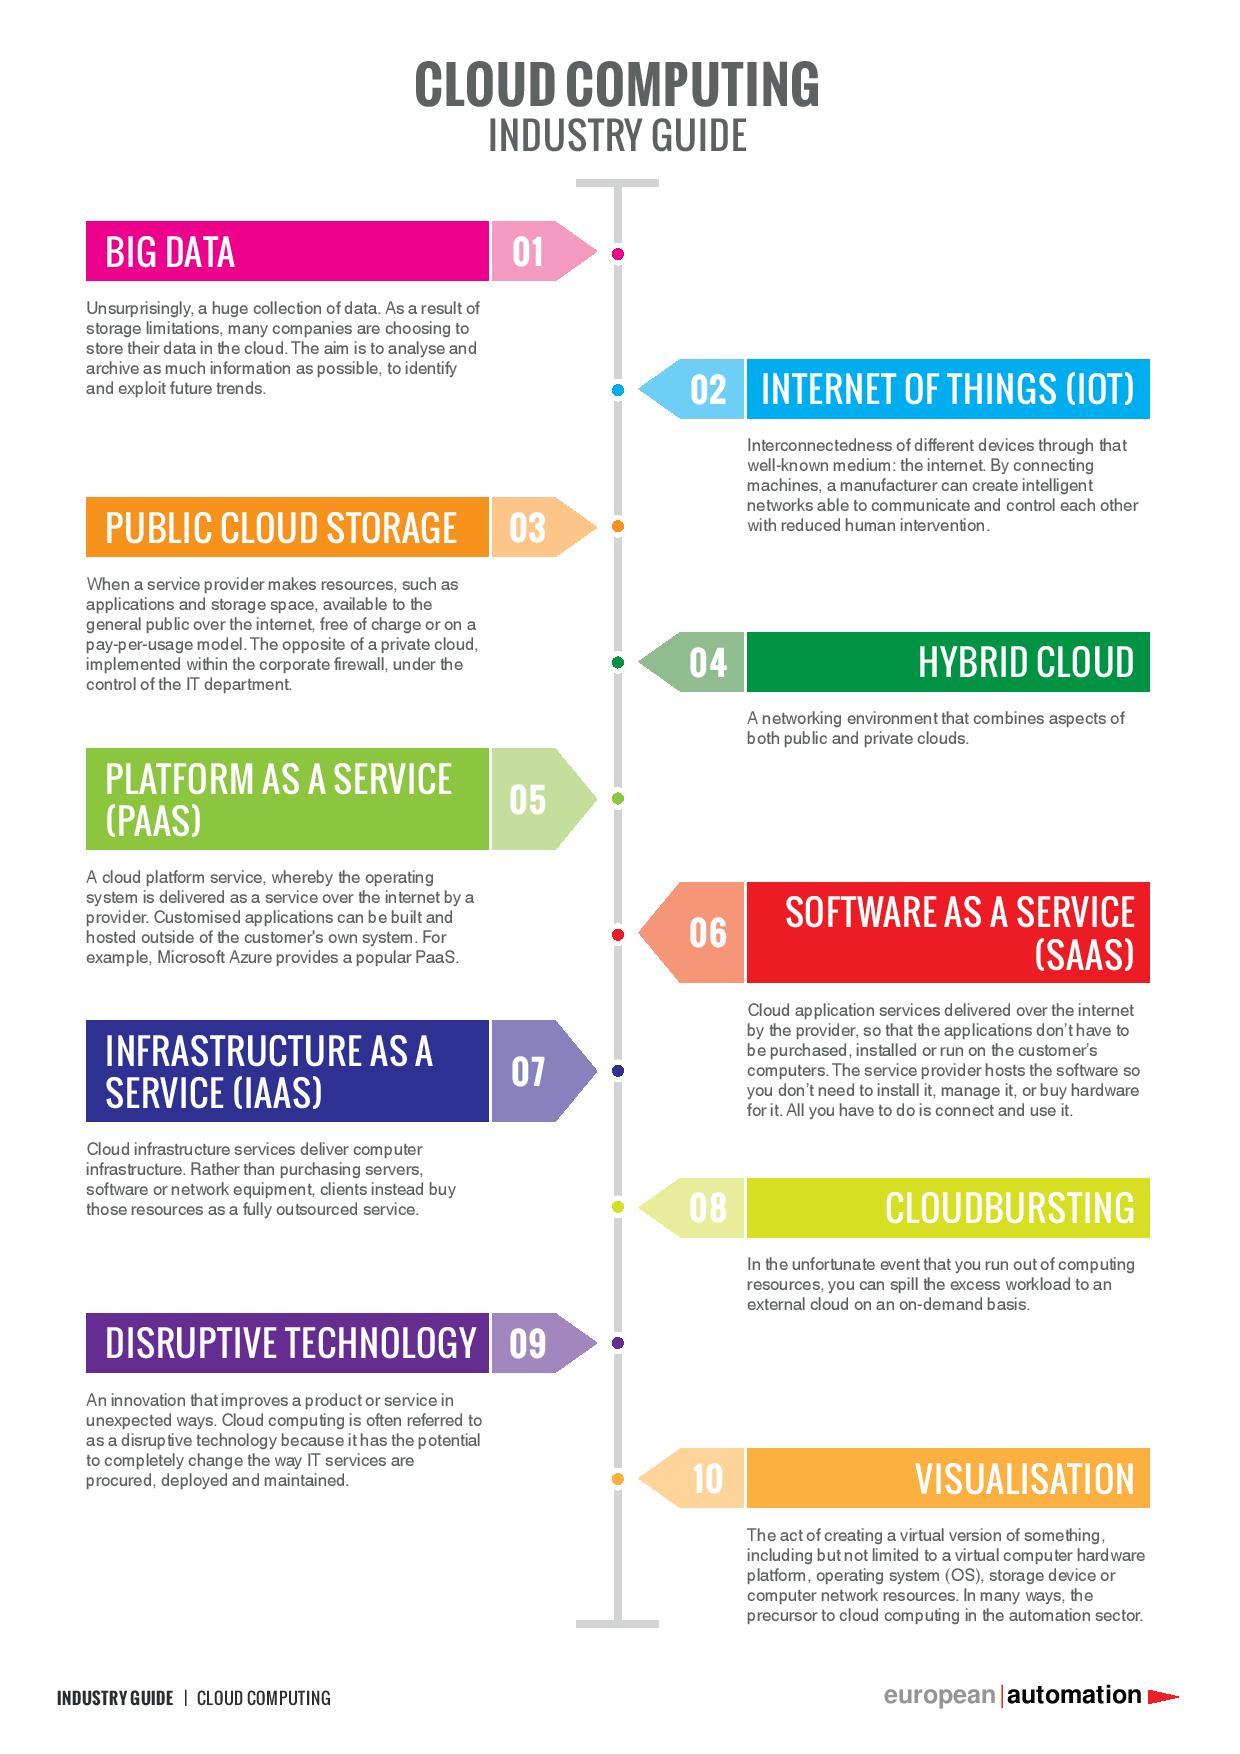 CLOUD COMPUTING
INDUSTRY GUIDE
BIG DATA
01
Unsurprisingly, a huge collection of data. As a result of
storage limitations, many companies are choosing to
store their data in the cloud. The aim is to analyse and
archive as much information as possible, to identify
and exploit future trends.
02
INTERNET OF THINGS (IOT)
Interconnectedness of different devices through that
well-known medium: the internet. By connecting
machines, a manufacturer can create intelligent
networks able to communicate and control each other
with reduced human intervention.
PUBLIC CLOUD STORAGE
03
When a service provider makes resources, such as
applications and storage space, available to the
general public over the internet, free of charge or on a
pay-per-usage model. The opposite of a private cloud,
implemented within the corporate firewall, under the
control of the IT department.
04
HYBRID CLOUD
A networking environment that combines aspects of
both public and private clouds.
PLATFORM AS A SERVICE
(PAAS)
05
A cloud platform service, whereby the operating
system is delivered as a service over the internet by a
provider. Customised applications can be built and
hosted outside of the customer's own system. For
example, Microsoft Azure provides a popular PaaS.
06
SOFTWARE AS A SERVICE
(SAAS)
Cloud application services delivered over the internet
by the provider, so that the applications don't have to
be purchased, installed or run on the customer's
computers. The service provider hosts the software so
you don't need to install it, manage it, or buy hardware
for it. All you have to do is connect and use it.
INFRASTRUCTURE AS A
SERVICE (IAAS)
07
Cloud infrastructure services deliver computer
infrastructure. Rather than purchasing servers,
software or network equipment, clients instead buy
those resources as a fully outsourced service.
08
CLOUDBURSTING
In the unfortunate event that you run out of computing
resources, you can spill the excess workload to an
external cloud on an on-demand basis.
DISRUPTIVE TECHNOLOGY
09
An innovation that improves a product or service in
unexpected ways. Cloud computing is often referred to
as a disruptive technology because it has the potential
to completely change the way IT services are
procured, deployed and maintained.
10
VISUALISATION
The act of creating a virtual version of something,
including but not limited to a virtual computer hardware
platform, operating system (OS), storage device or
computer network resources. In many ways, the
precursor to cloud computing in the automation sector.
INDUSTRY GUIDE | CLOUD COMPUTING
european|automation